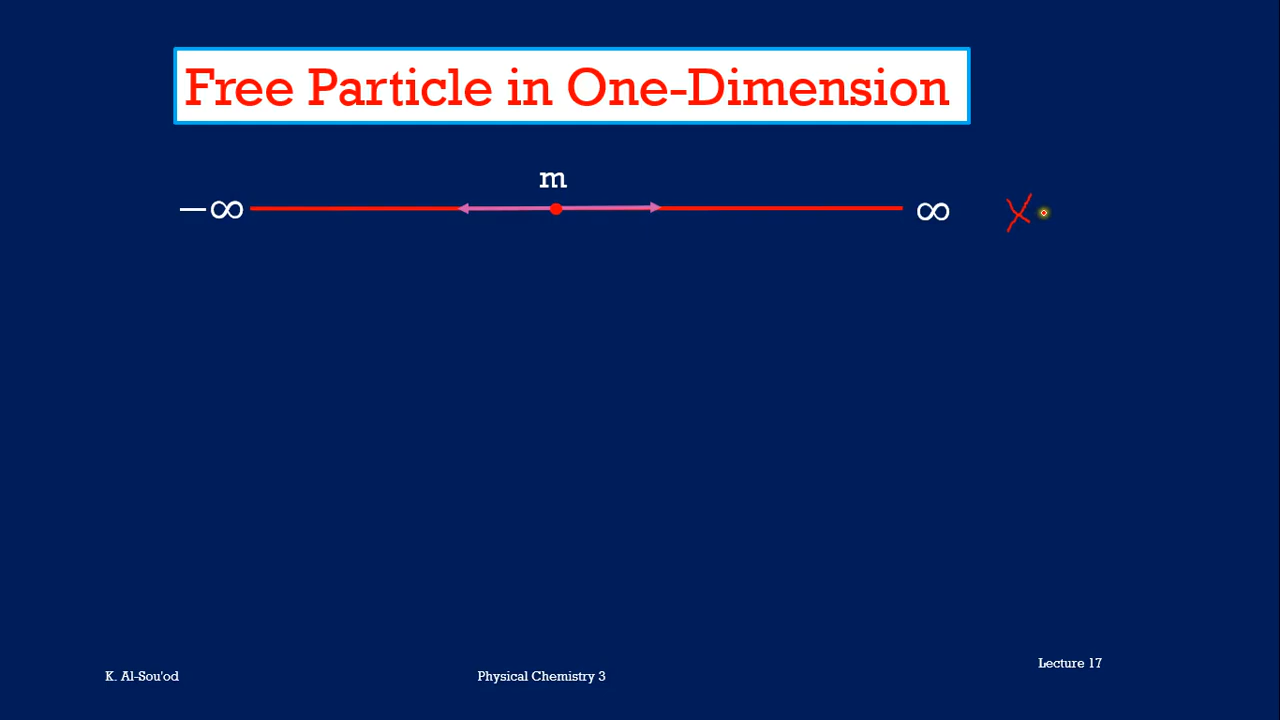 Free Particle in One-Dimension
m
−∞ ∞ x
Lecture 17
K. Al-Sou'od Physical Chemistry 3